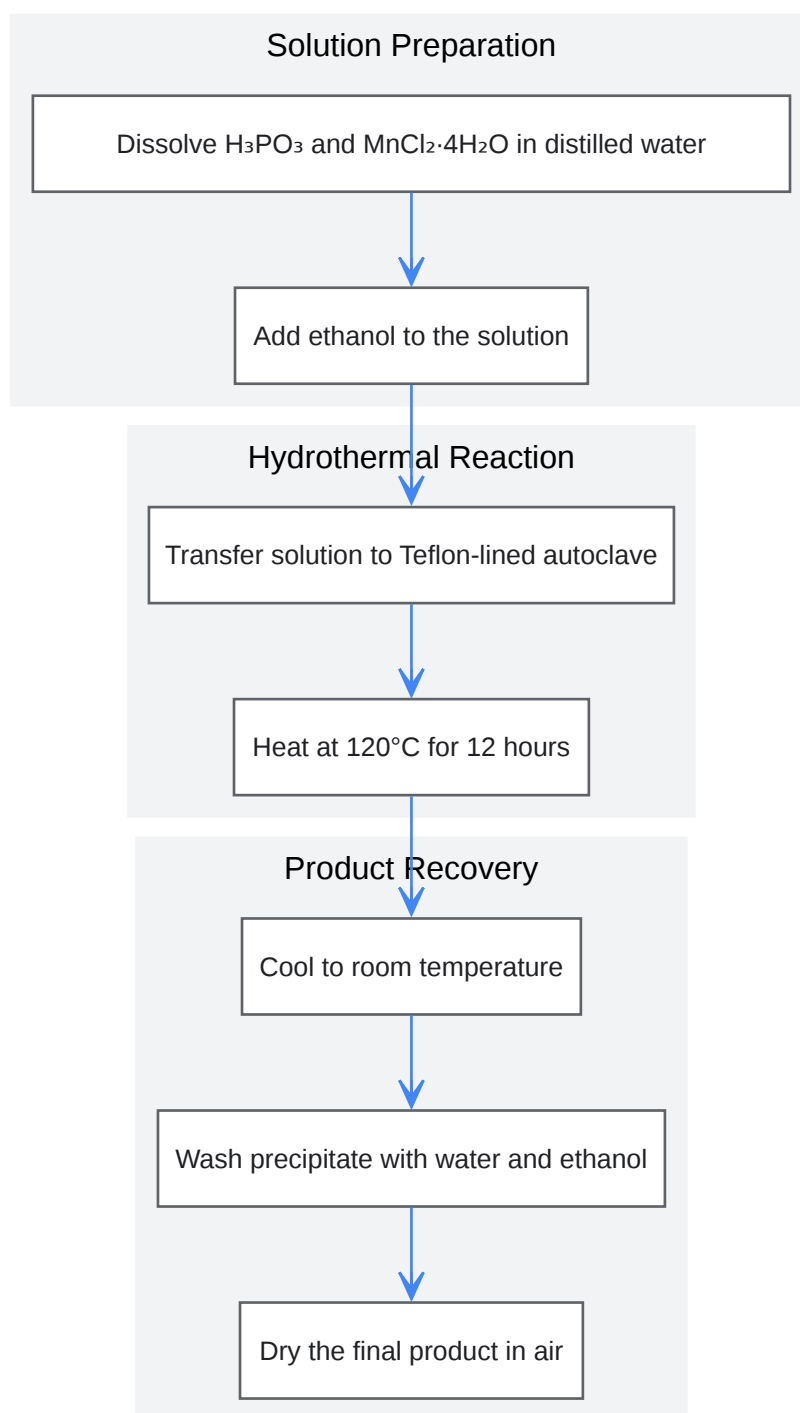 Solution Preparation
Dissolve H₃PO₃ and MnCl₂·4H₂O in distilled water
Add ethanol to the solution
Hydrothermal Reaction
Transfer solution to Teflon-lined autoclave
Heat at 120°C for 12 hours
Product Recovery
Cool to room temperature
Wash precipitate with water and ethanol
Dry the final product in air